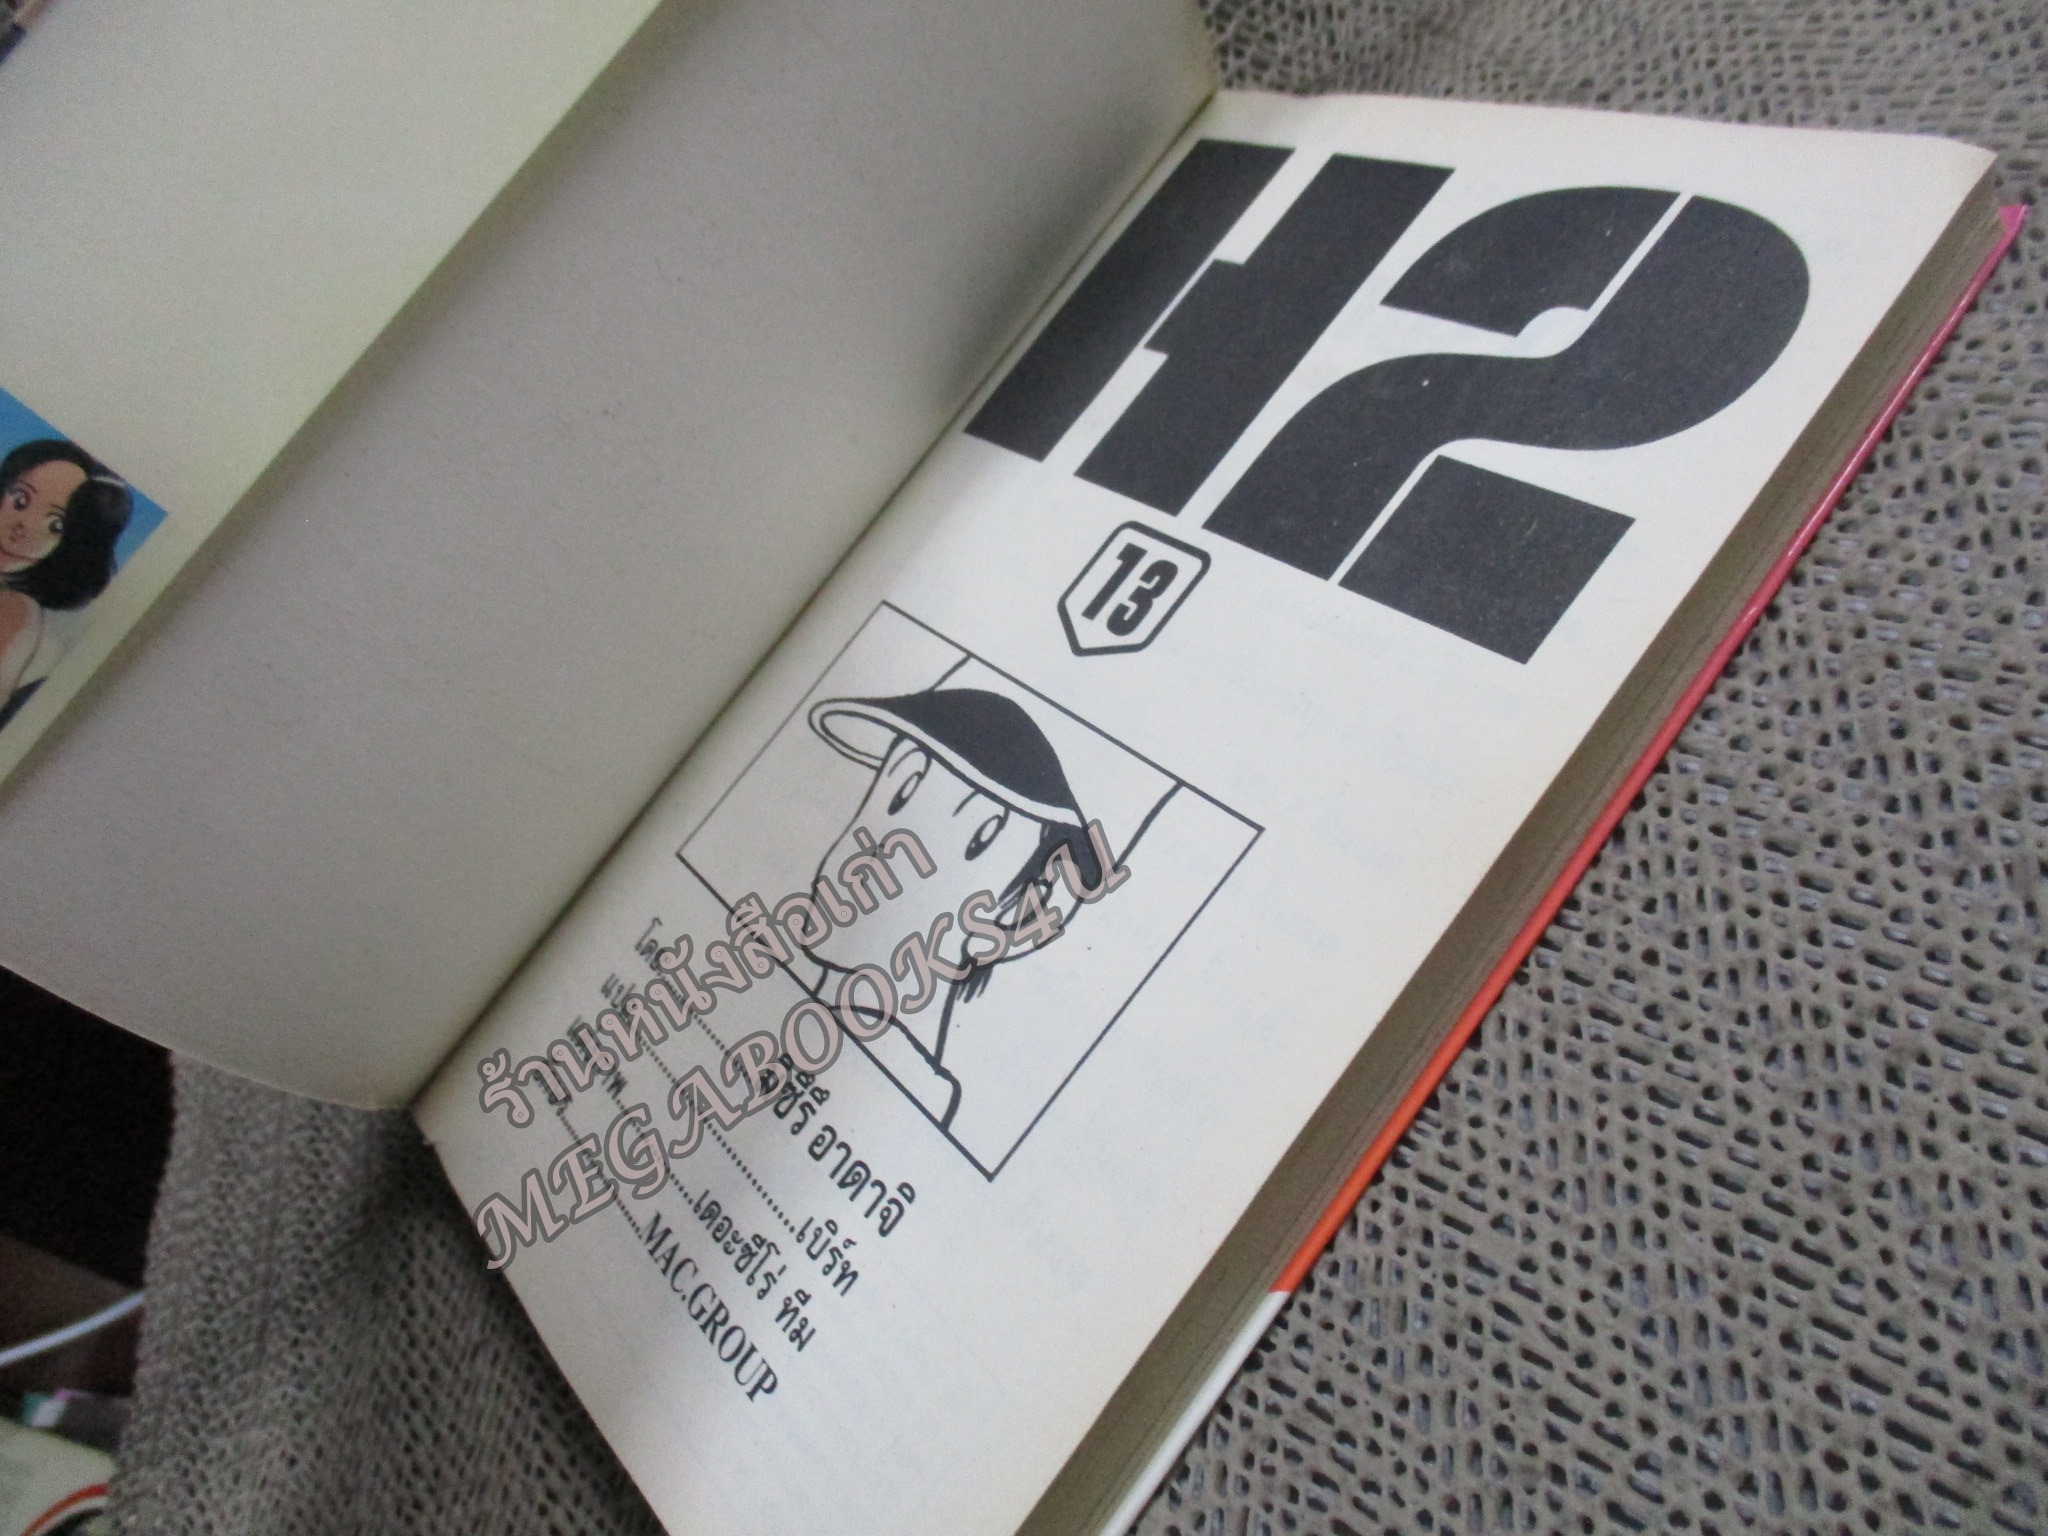 H2
13
โดย....................มิซึรึ อาดาจิ
แปล....................เบิร์ท
....................เดอะซีโร่ ทีม
....................MAC.GROUP
ร้านหนังสือเก่า
MEGABOOKS4U